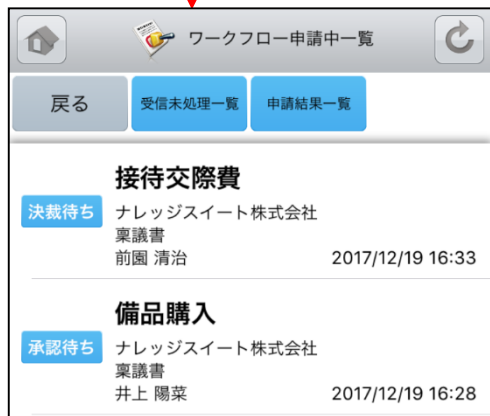 ワークフロー申請中一覧
戻る
受信未処理一覧
申請結果一覧
接待交際費
決裁待ち
ナレッジスイート株式会社
稟議書
前園 清治
2017/12/19 16:33
備品購入
承認待ち
ナレッジスイート株式会社
稟議書
井上 陽菜
2017/12/19 16:28